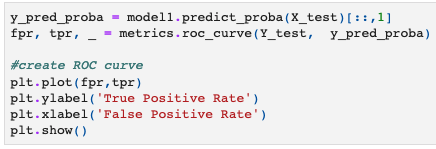 y_pred_proba = model1.predict_proba(X_test)[::,1]
fpr, tpr, _ = metrics.roc_curve(Y_test,  y_pred_proba)

#create ROC curve
plt.plot(fpr,tpr)
plt.ylabel('True Positive Rate')
plt.xlabel('False Positive Rate')
plt.show()